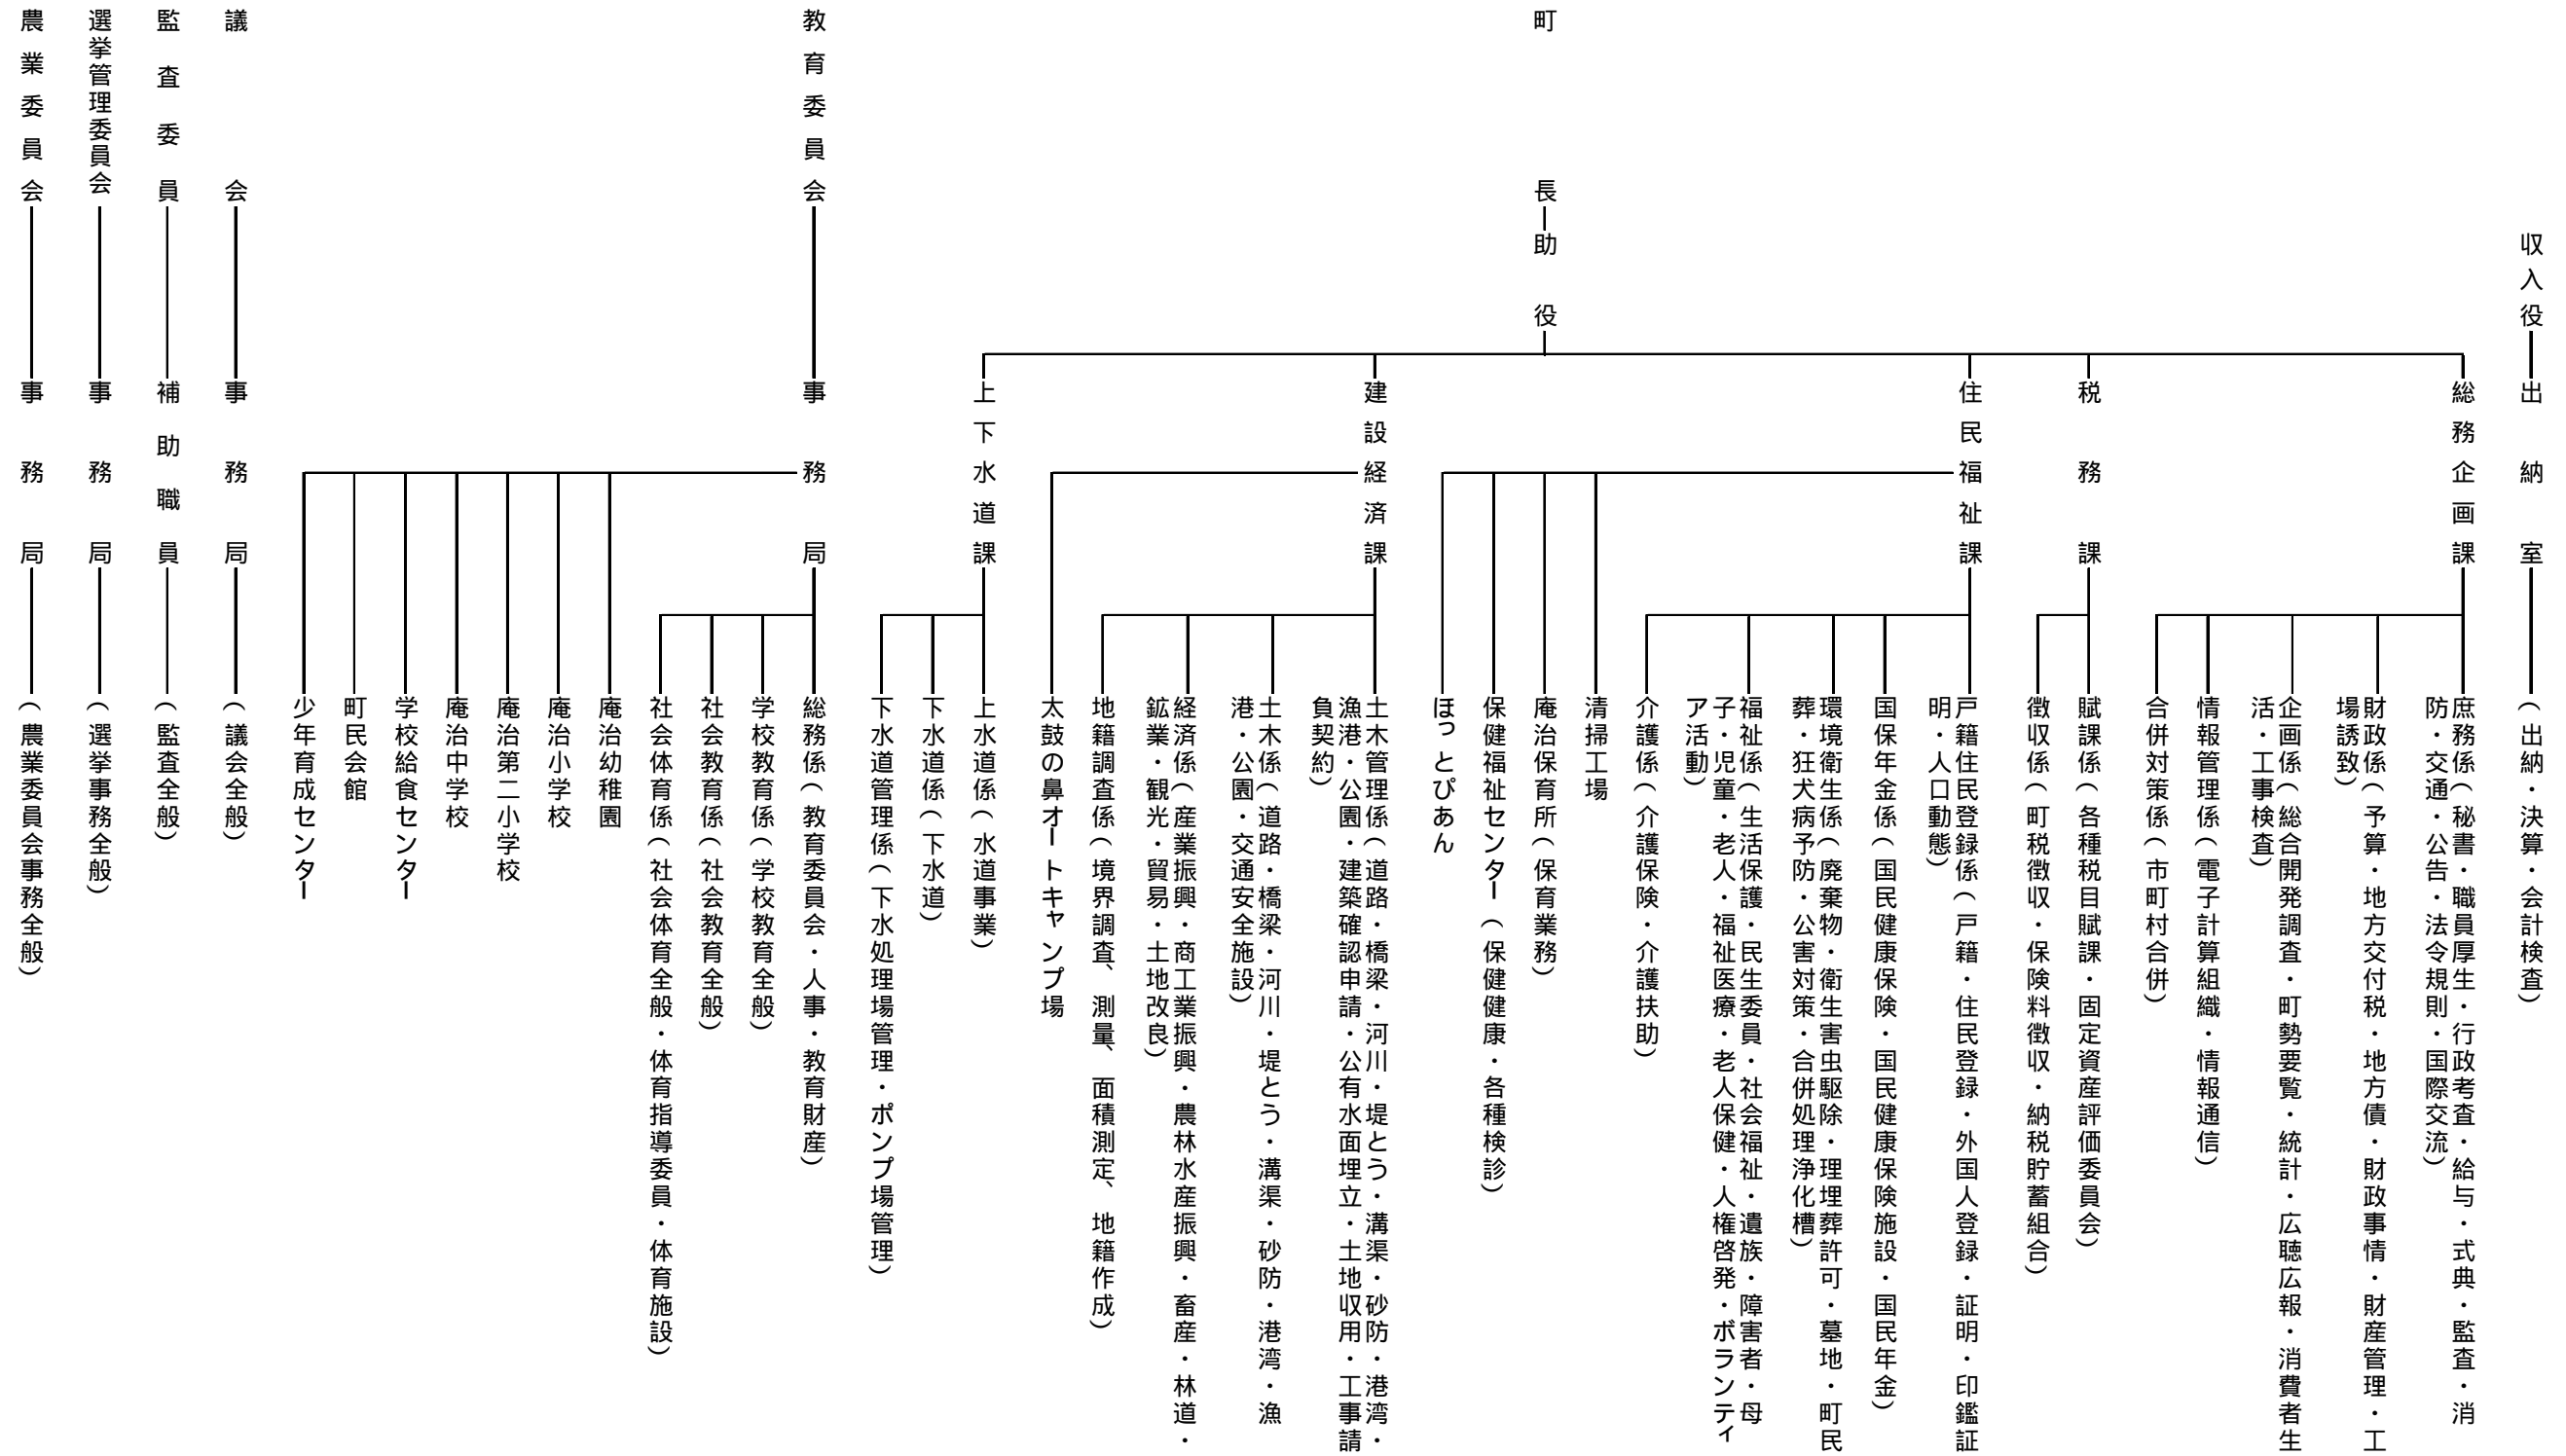 収入役
出納室
(出納・決算・会計検査)
町長
助役
総務企画課
庶務係(秘書・職員厚生・行政考査・給与・式典・監査・消
防・交通・公告・法令規則・国際交流)
財政係(予算・地方交付税・地方債・財政事情・財産管理・工
場誘致)
企画係(総合開発調査・町勢要覧・統計・広聴広報・消費者生
活・工事検査)
情報管理係(電子計算組織・情報通信)
合併対策係(市町村合併)
税務課
賦課係(各種税目賦課・固定資産評価委員会)
徴収係(町税徴収・保険料徴収・納税貯蓄組合)
住民福祉課
戸籍住民登録係(戸籍・住民登録・外国人登録・証明・印鑑証
明・人口動態)
国保年金係(国民健康保険・国民健康保険施設・国民年金)
環境衛生係(廃棄物・衛生害虫駆除・理埋葬許可・墓地・町民
葬・狂犬病予防・公害対策・合併処理浄化槽)
福祉係(生活保護・民生委員・社会福祉・遺族・障害者・母
子・児童・老人・福祉医療・老人保健・人権啓発・ボランティ
ア活動)
介護係(介護保険・介護扶助)
清掃工場
庵治保育所(保育業務)
保健福祉センター(保健健康・各種検診)
ほっとぴあん
建設経済課
土木管理係(道路・橋梁・河川・堤とう・溝渠・砂防・港湾・
漁港・公園・建築確認申請・公有水面埋立・土地収用・工事請
負契約)
土木係(道路・橋梁・河川・堤とう・溝渠・砂防・港湾・漁
港・公園・交通安全施設)
経済係(産業振興・商工業振興・農林水産振興・畜産・林道・
鉱業・観光・貿易・土地改良)
地籍調査係(境界調査、測量、面積測定、地籍作成)
太鼓の鼻オートキャンプ場
上下水道課
上水道係(水道事業)
下水道係(下水道)
下水道管理係(下水処理場管理・ポンプ場管理)
教育委員会
事務局
総務係(教育委員会・人事・教育財産)
学校教育係(学校教育全般)
社会教育係(社会教育全般)
社会体育係(社会体育全般・体育指導委員・体育施設)
庵治幼稚園
庵治小学校
庵治第二小学校
庵治中学校
学校給食センター
町民会館
少年育成センター
議会
事務局
(議会全般)
監査委員
補助職員
(監査全般)
選挙管理委員会
事務局
(選挙事務全般)
農業委員会
事務局
(農業委員会事務全般)